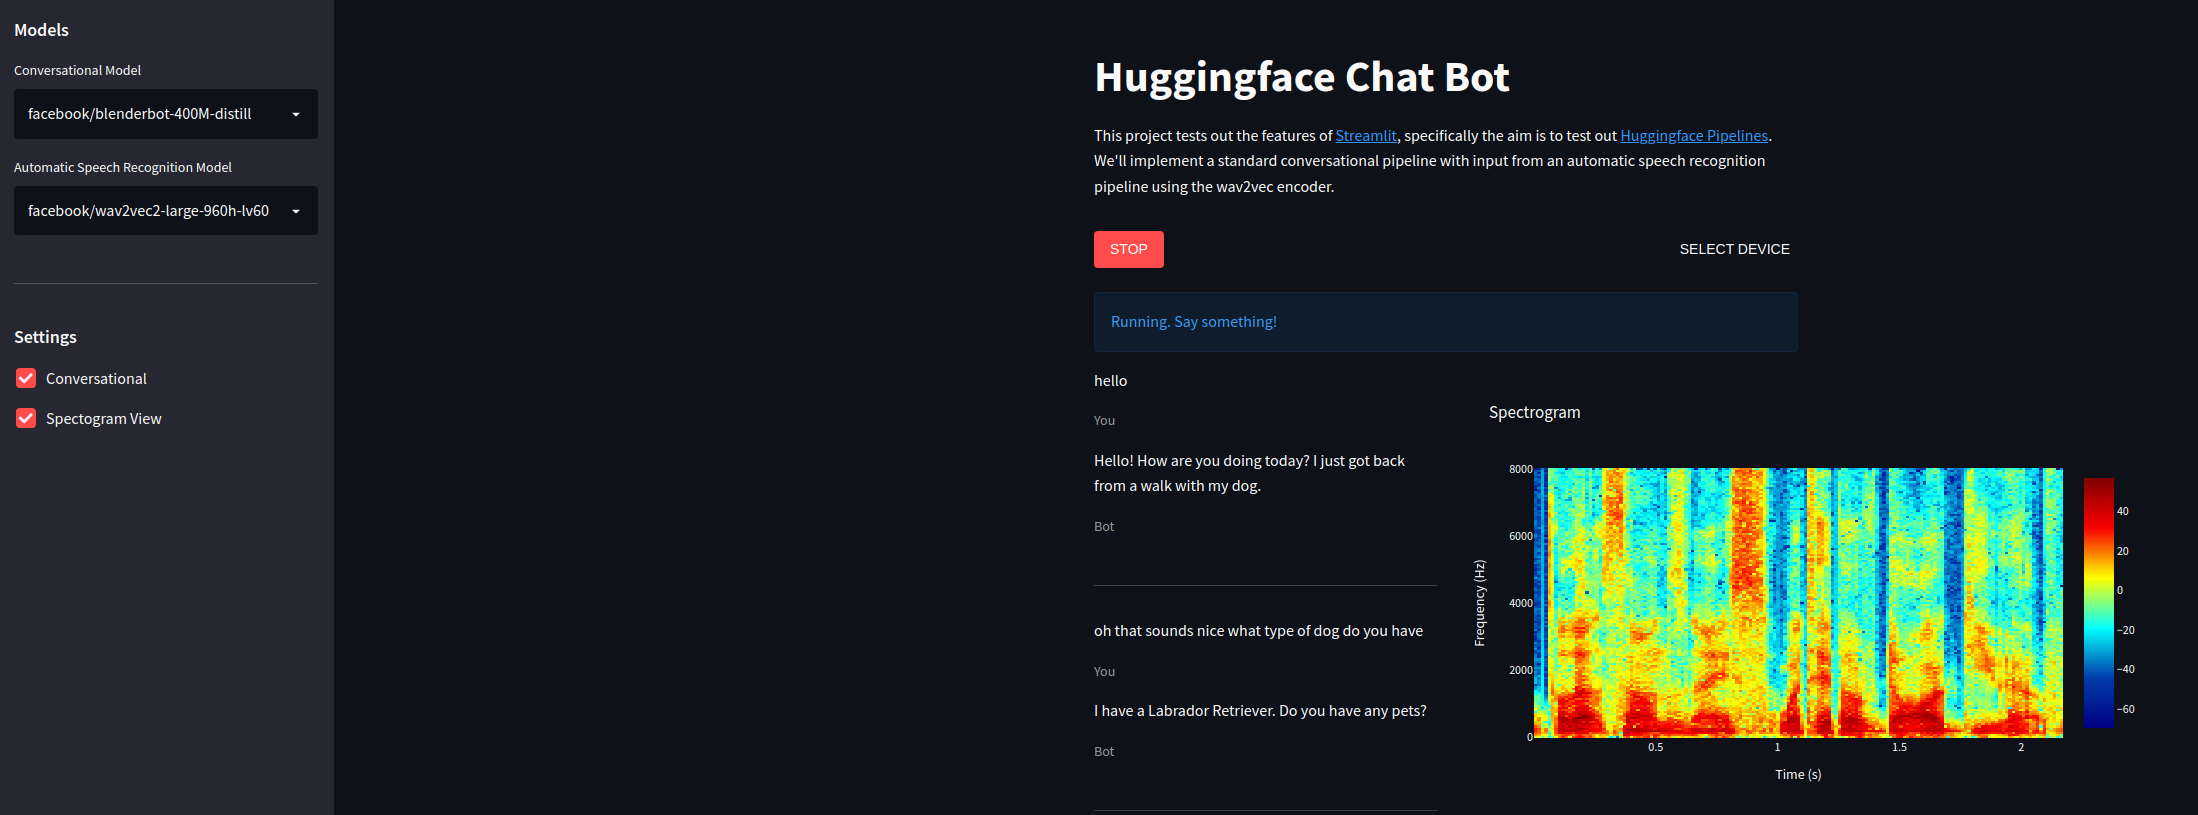 Models
Conversational Model
facebook/blenderbot-400M-distill
Automatic Speech Recognition Model
facebook/wav2vec2-large-960h-lv60
Settings
Conversational
Spectogram View
Huggingface Chat Bot
This project tests out the features of Streamlit, specifically the aim is to test out Huggingface Pipelines.
We'll implement a standard conversational pipeline with input from an automatic speech recognition
pipeline using the wav2vec encoder.
STOP
SELECT DEVICE
Running. Say something!
hello
You
Hello! How are you doing today? I just got back
from a walk with my dog.
Bot
oh that sounds nice what type of dog do you have
You
I have a Labrador Retriever. Do you have any pets?
Bot
Spectrogram
Frequency (Hz)
8000
6000
4000
2000
0
0.5
1
1.5
2
Time (s)
40
20
0
−20
−40
−60